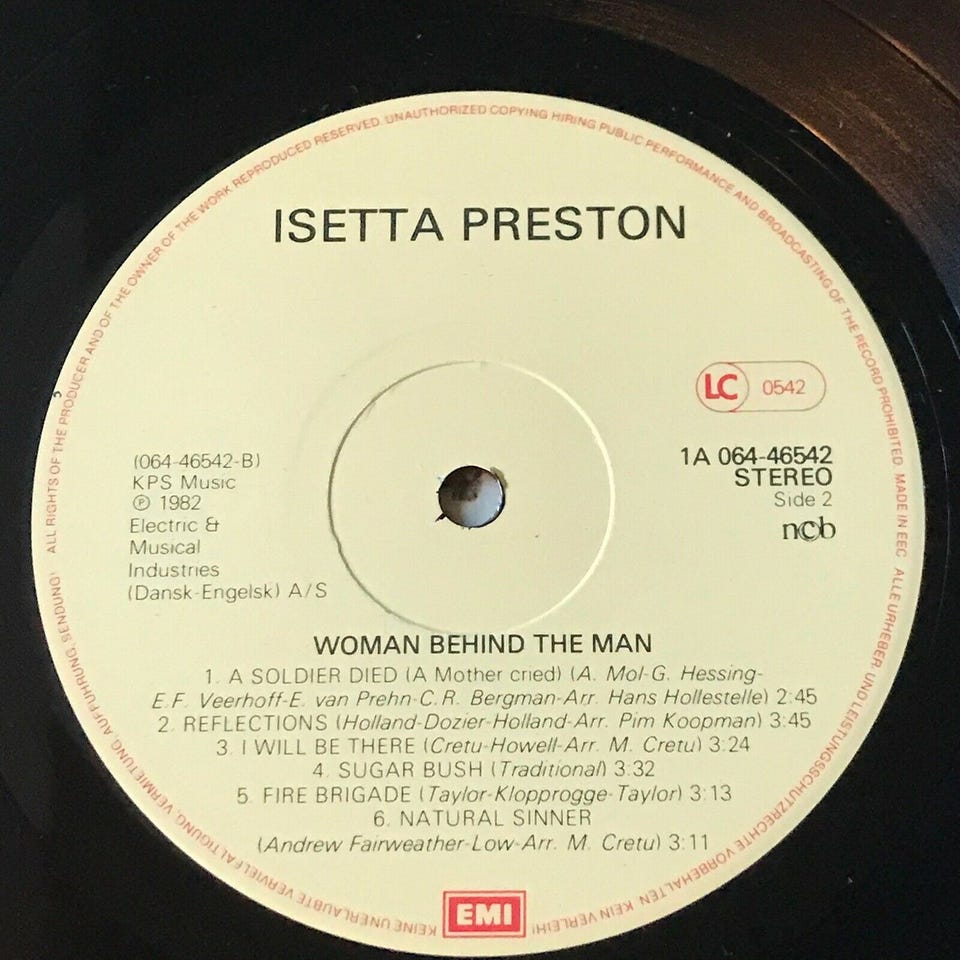 ALL RIGHTS OF THE PRODUCER AND OF THE OWNER OF THE WORK REPRODUCED RESERVED. UNAUTHORIZED COPYING HIRING PUBLIC PERFORMANCE AND BROADCASTING OF THE RECORD PROHIBITED. MADE IN EEC
ISETTA PRESTON
LC 0542
(064-46542-B)
KPS Music
℗ 1982
Electric &
Musical
Industries
(Dansk-Engelsk) A/S
1A 064-46542
STEREO
Side 2
ncb
WOMAN BEHIND THE MAN
1. A SOLDIER DIED (A Mother cried) (A. Mol-G. Hessing-
E.F. Veerhoff-E. van Prehn-C.R. Bergman-Arr. Hans Hollestelle) 2:45
2. REFLECTIONS (Holland-Dozier-Holland-Arr. Pim Koopman) 3:45
3. I WILL BE THERE (Cretu-Howell-Arr. M. Cretu) 3:24
4. SUGAR BUSH (Traditional) 3:32
5. FIRE BRIGADE (Taylor-Klopprogge-Taylor) 3:13
6. NATURAL SINNER
(Andrew Fairweather-Low-Arr. M. Cretu) 3:11
EMI
ALLE URHEBER- UND LEISTUNGSSCHUTZRECHTE VORBEHALTEN. KEIN VERLEIH! KEINE UNERLAUBTE VERVIELFÄLTIGUNG, VERMIETUNG, AUFFÜHRUNG, SENDUNG!